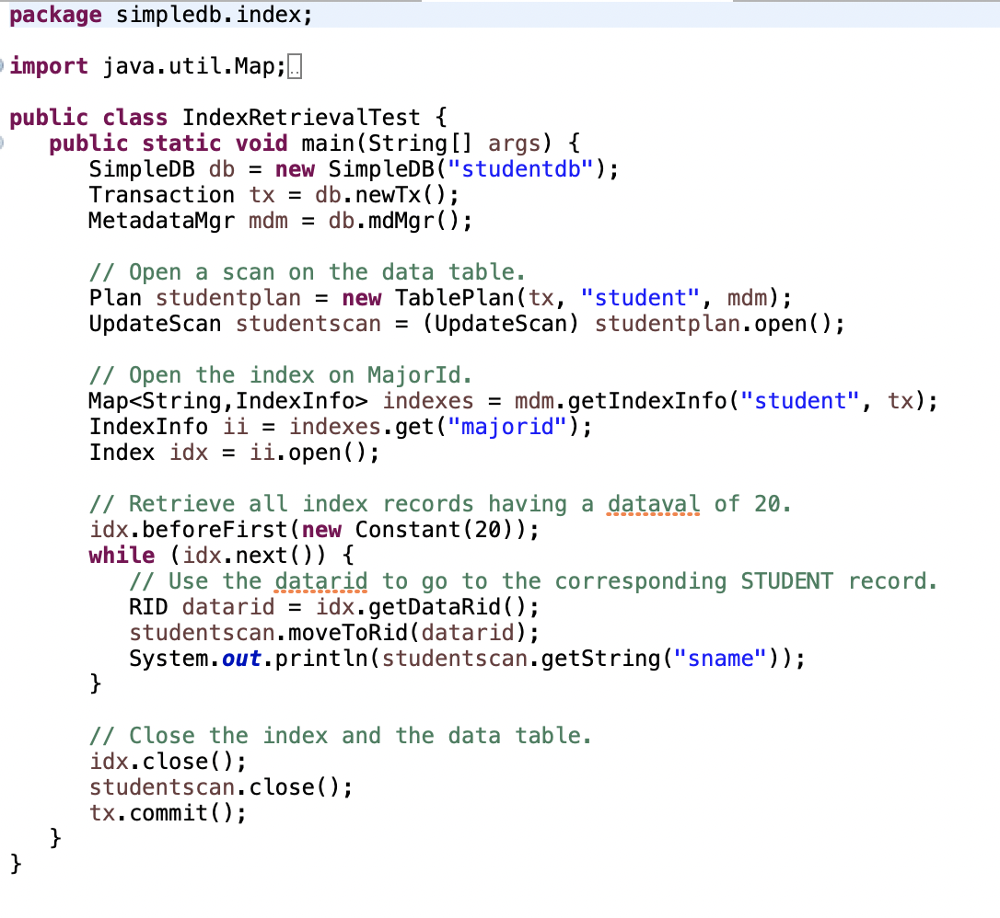 package simpledb.index;
import java.util.Map;
public class IndexRetrievalTest {
public static void main(String[] args) {
SimpleDB db = new SimpleDB("studentdb");
Transaction tx = db.newTx();
MetadataMgr mdm = db.mdMgr();
// Open a scan on the data table.
Plan studentplan = new TablePlan(tx, "student", mdm);
UpdateScan studentscan = (UpdateScan) studentplan.open();
// Open the index on MajorId.
Map<String,IndexInfo> indexes = mdm.getIndexInfo("student", tx);
IndexInfo ii = indexes.get("majorid");
Index idx = ii.open();
// Retrieve all index records having a dataval of 20.
idx.beforeFirst(new Constant(20));
while (idx.next()) {
// Use the datarid to go to the corresponding STUDENT record.
RID datarid = idx.getDataRid();
studentscan.moveToRid(datarid);
System.out.println(studentscan.getString("sname"));
}
// Close the index and the data table.
idx.close();
studentscan.close();
tx.commit();
}
}